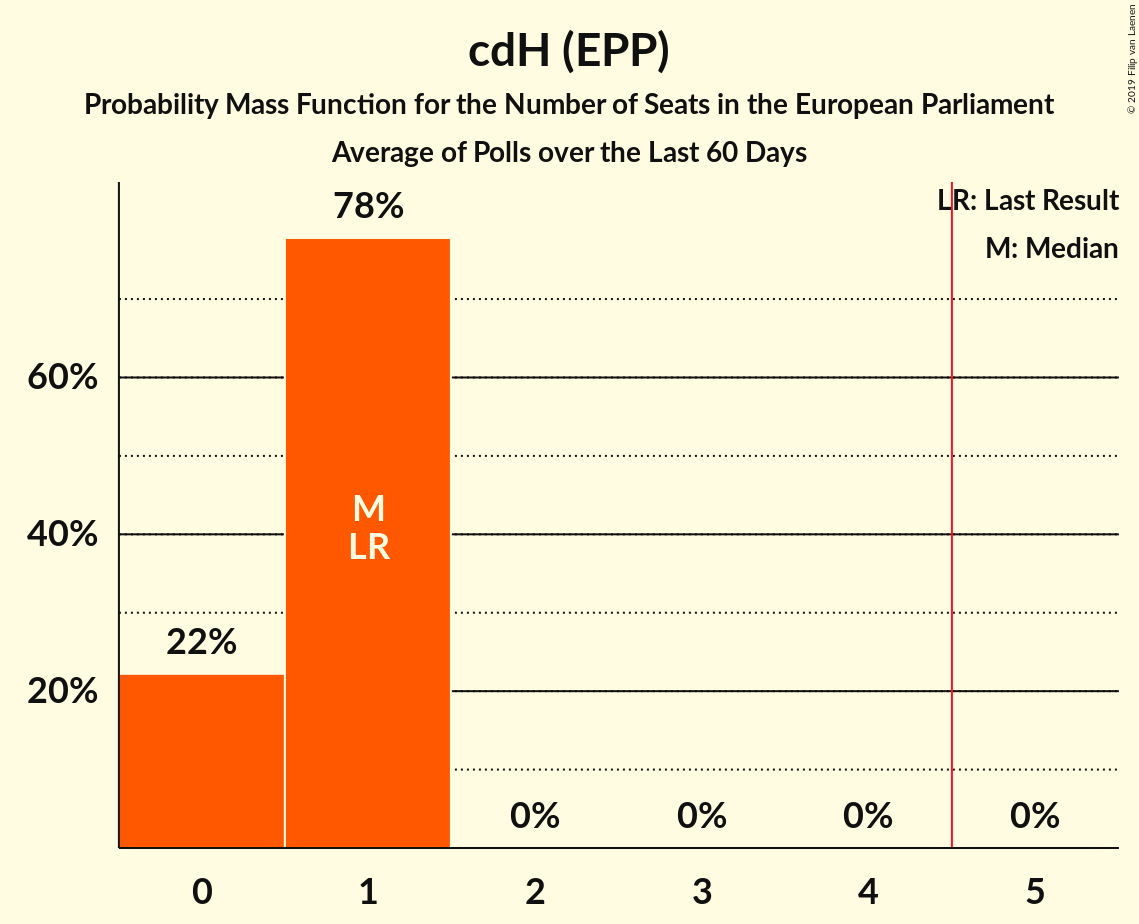 cdH (EPP)
Probability Mass Function for the Number of Seats in the European Parliament
Average of Polls over the Last 60 Days
© 2019 Filip van Laenen
LR: Last Result
M: Median
78%
60%
M
40%
LR
22%
20%
0%
0%
0%
0%
0
1
2
3
4
5